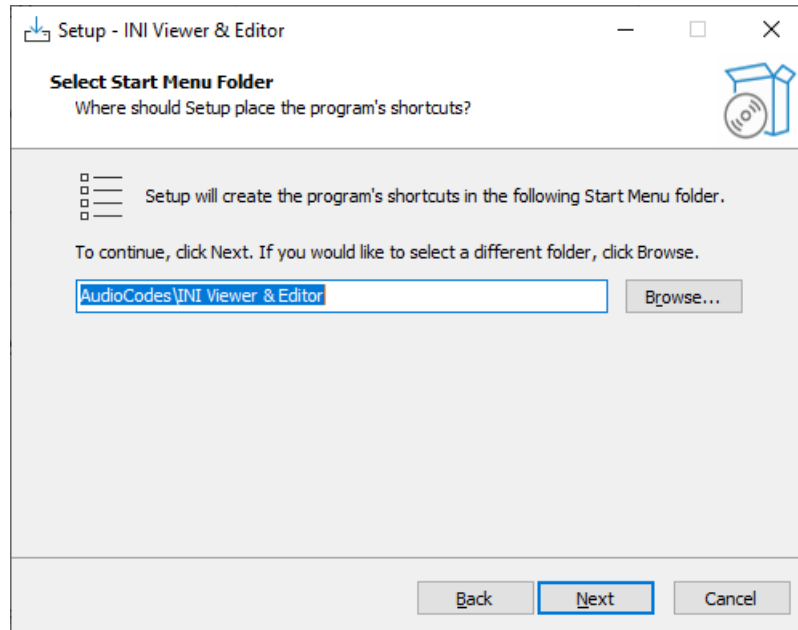 Setup - INI Viewer & Editor
Select Start Menu Folder
Where should Setup place the program's shortcuts?
Setup will create the program's shortcuts in the following Start Menu folder.
To continue, click Next. If you would like to select a different folder, click Browse.
AudioCodes\INI Viewer & Editor
Browse...
Back
Next
Cancel